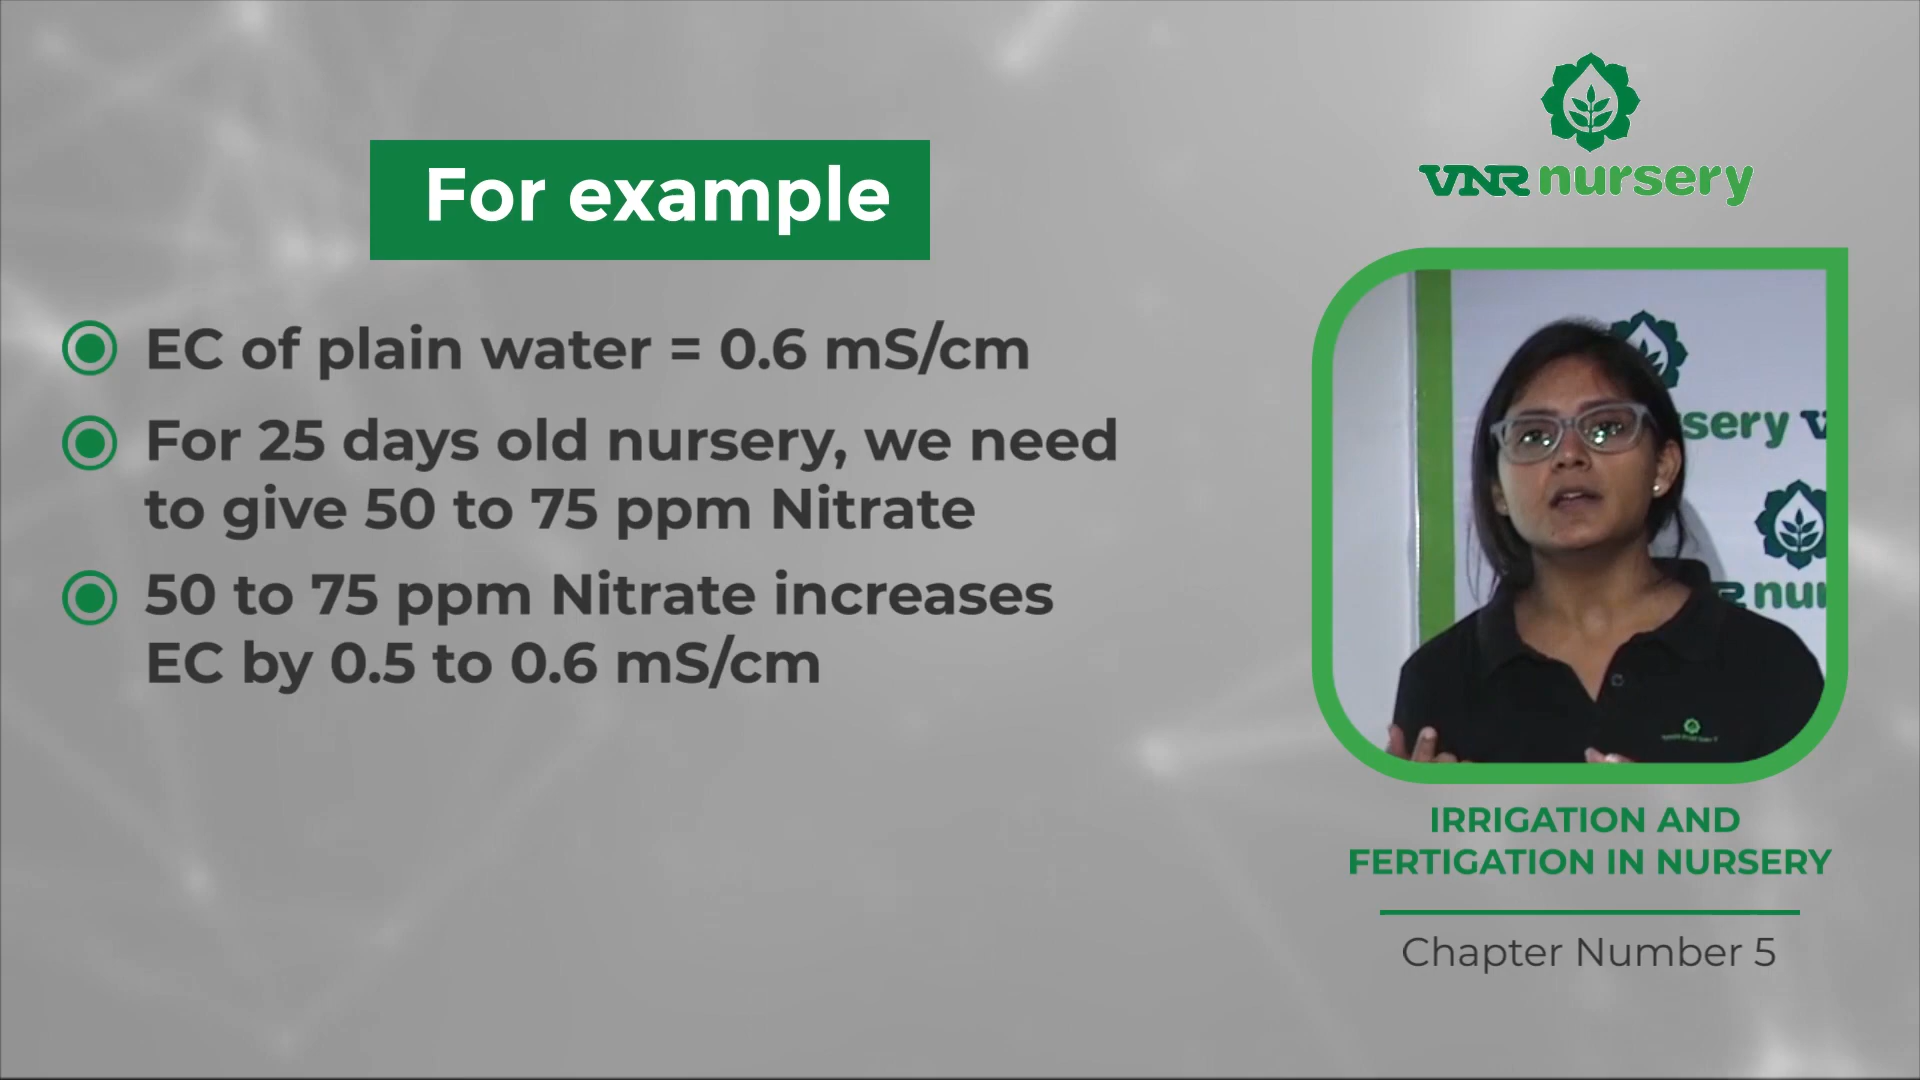 For example
EC of plain water = 0.6 mS/cm
For 25 days old nursery, we need
to give 50 to 75 ppm Nitrate
50 to 75 ppm Nitrate increases
EC by 0.5 to 0.6 mS/cm
VNR nursery
sery V
R nur
IRRIGATION AND
FERTIGATION IN NURSERY
Chapter Number 5